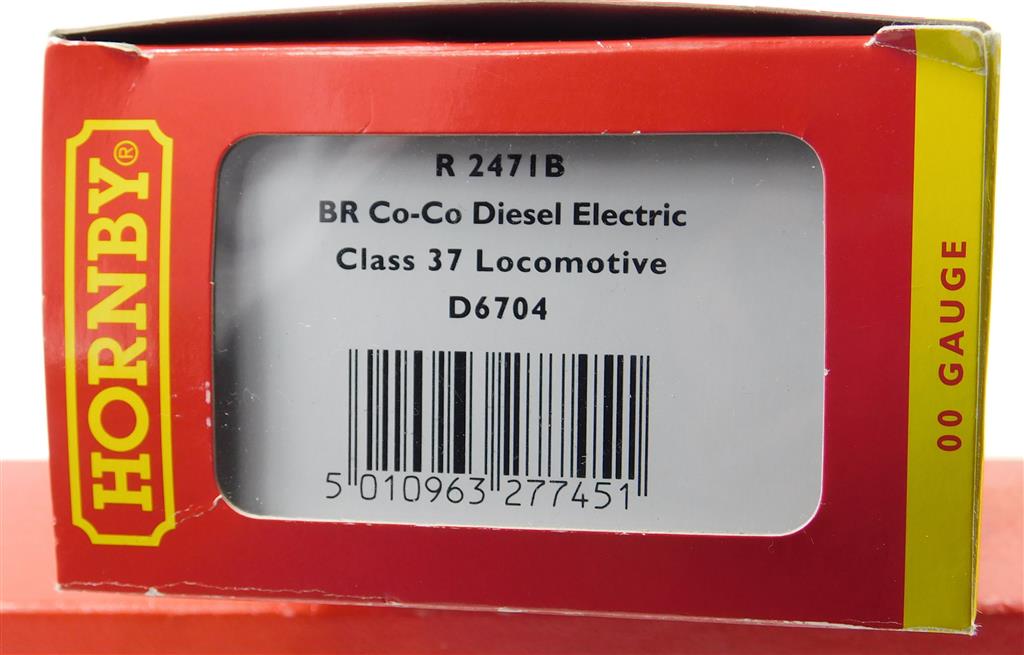 HORNBY®
R 2471B
BR Co-Co Diesel Electric
Class 37 Locomotive
D6704
5 010963 277451
00 GAUGE